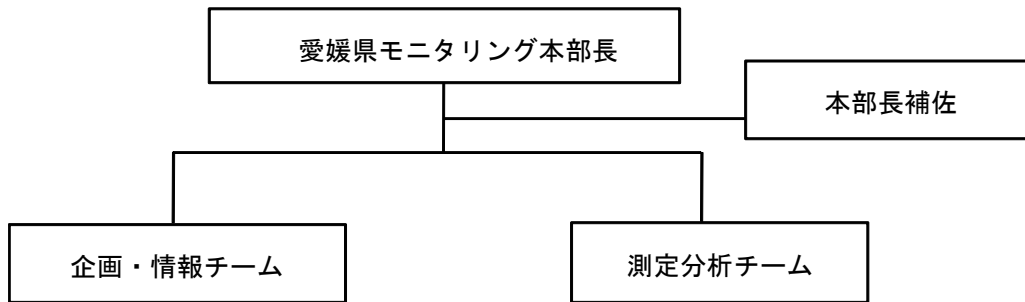 愛媛県モニタリング本部長
本部長補佐
企画・情報チーム
測定分析チーム